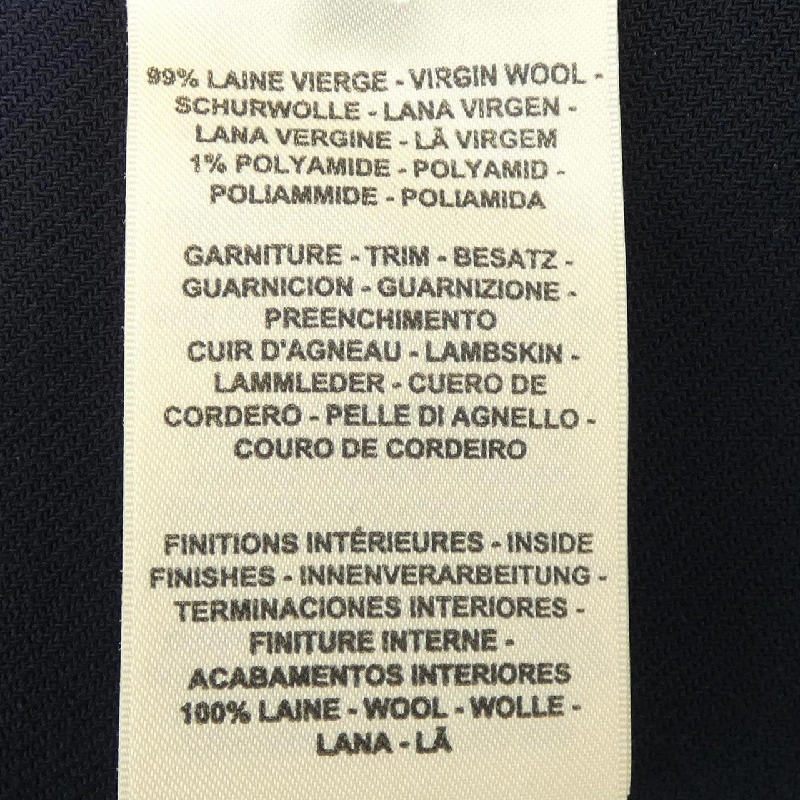 99% LAINE VIERGE - VIRGIN WOOL -
SCHURWOLLE - LANA VIRGEN -
LANA VERGINE - LÃ VIRGEM
1% POLYAMIDE - POLYAMID -
POLIAMMIDE - POLIAMIDA
GARNITURE - TRIM - BESATZ -
GUARNICION - GUARNIZIONE -
PREENCHIMENTO
CUIR D'AGNEAU - LAMBSKIN -
LAMMLEDER - CUERO DE
CORDERO - PELLE DI AGNELLO -
COURO DE CORDEIRO
FINITIONS INTÉRIEURES - INSIDE
FINISHES - INNENVERARBEITUNG -
TERMINACIONES INTERIORES -
FINITURE INTERNE -
ACABAMENTOS INTERIORES
100% LAINE - WOOL - WOLLE -
LANA - LÃ